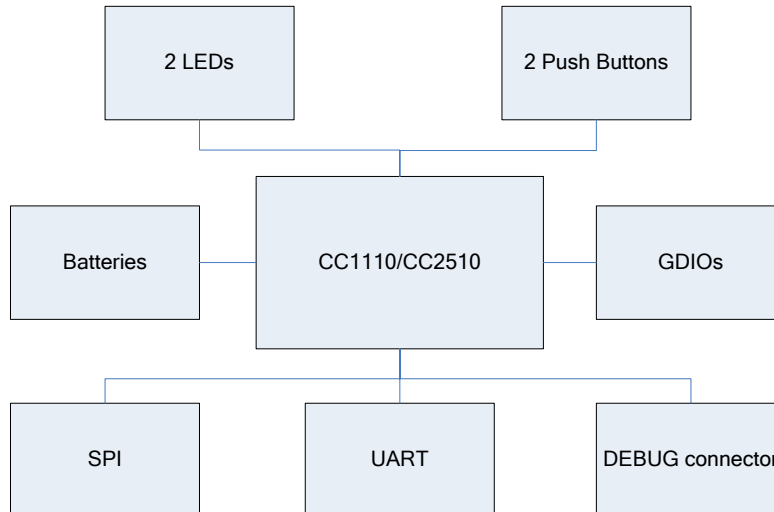 2 LEDs
2 Push Buttons
Batteries
CC1110/CC2510
GDIOs
SPI
UART
DEBUG connector